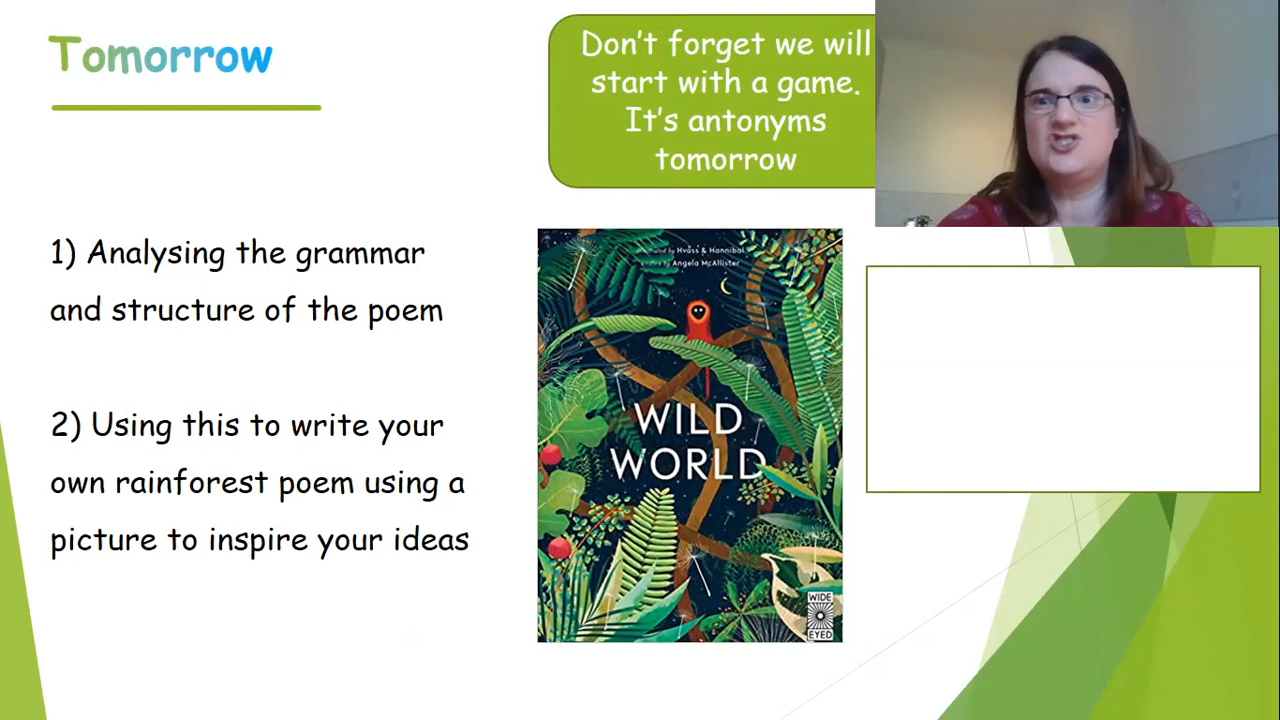 Tomorrow
Don't forget we will
start with a game.
It's antonyms
tomorrow
1) Analysing the grammar
and structure of the poem
2) Using this to write your
own rainforest poem using a
picture to inspire your ideas
Hvass & Hannibal
Angela McAllister
WILD
WORLD
WIDE
EYED